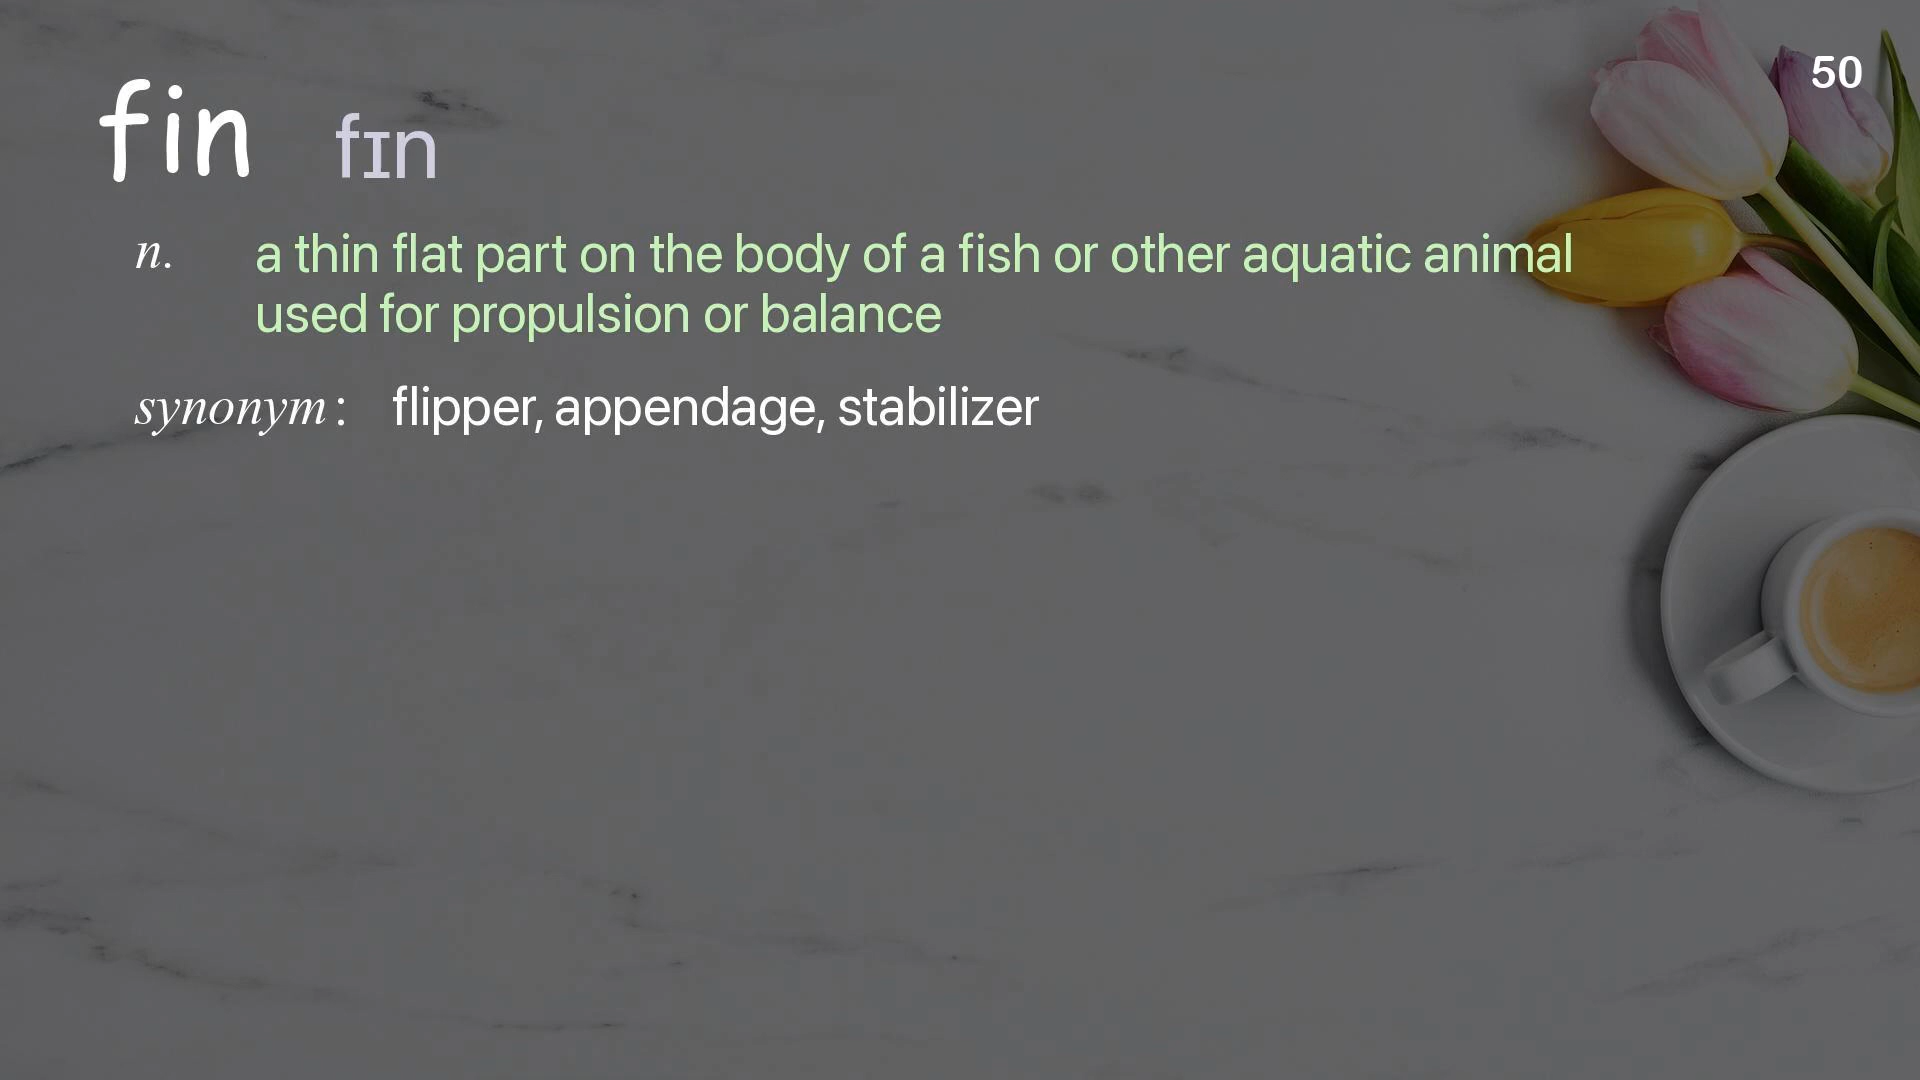 50
fin fɪn
n. a thin flat part on the body of a fish or other aquatic animal
used for propulsion or balance
synonym: flipper, appendage, stabilizer